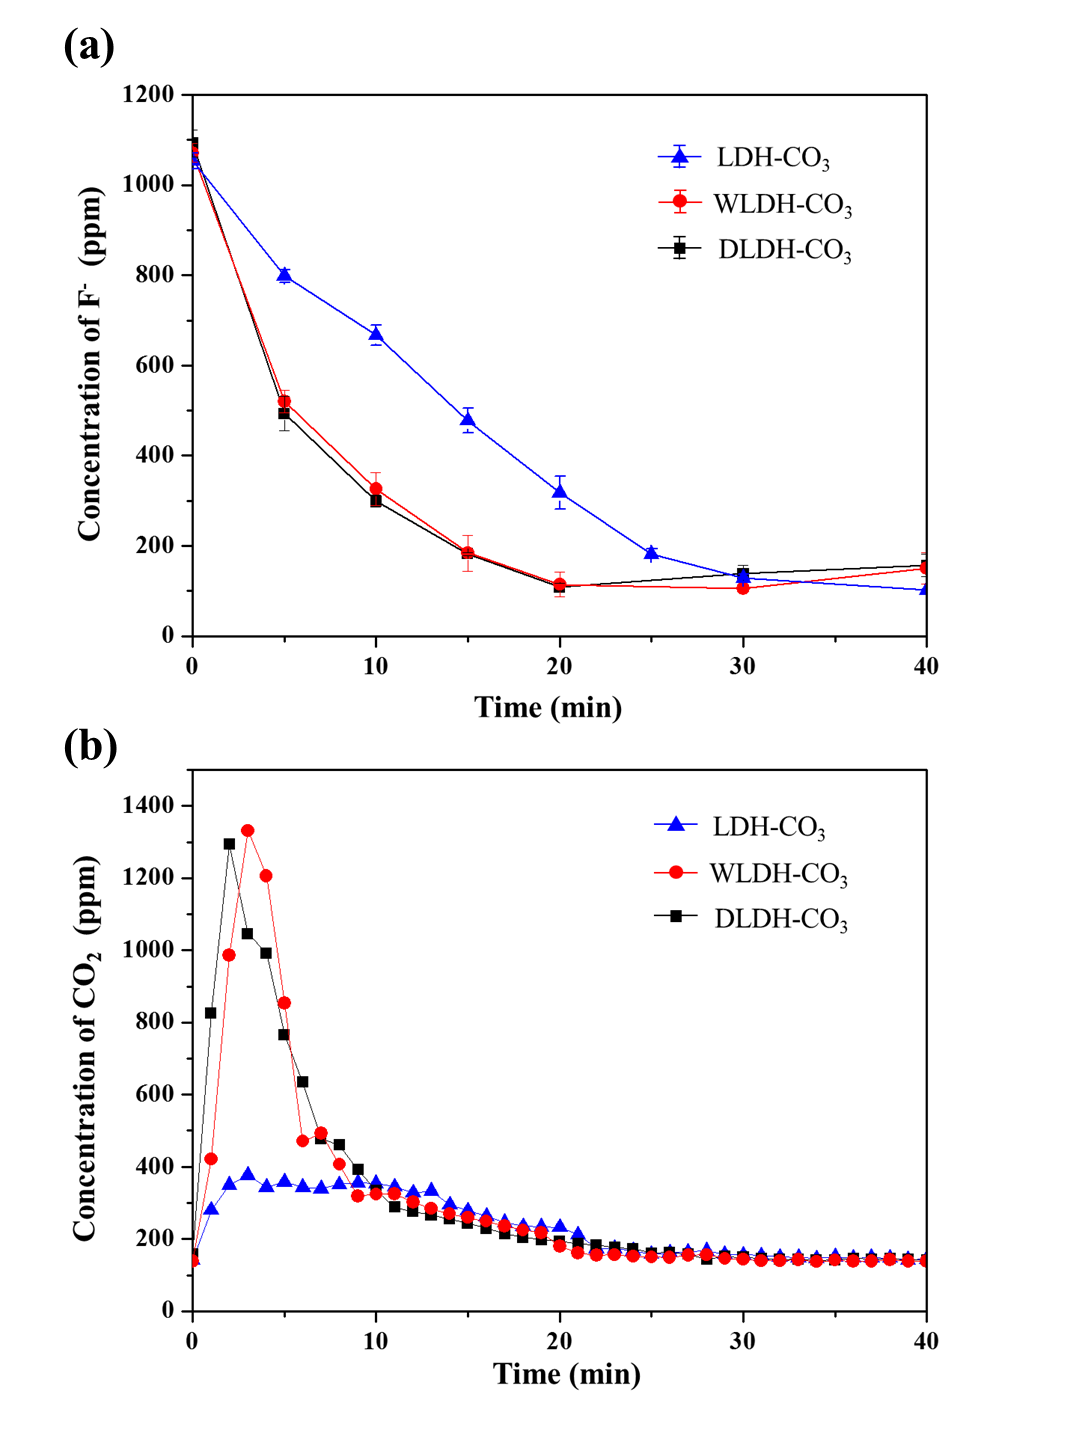 (a)
1200
1000
800
600
400
200
0
Concentration of F⁻ (ppm)
LDH-CO₃
WLDH-CO₃
DLDH-CO₃
0 10 20 30 40
Time (min)
(b)
1400
1200
1000
800
600
400
200
0
Concentration of CO₂ (ppm)
LDH-CO₃
WLDH-CO₃
DLDH-CO₃
0 10 20 30 40
Time (min)